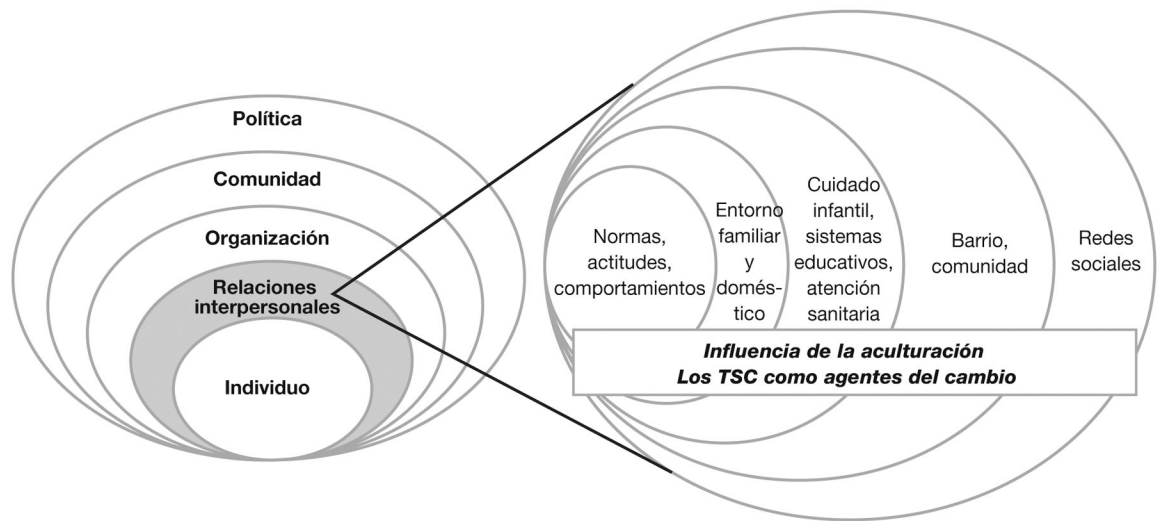 Política
Comunidad
Organización
Relaciones
interpersonales
Individuo
Normas,
actitudes,
comportamientos
Entorno
familiar
y
domés-
tico
Cuidado
infantil,
sistemas
educativos,
atención
sanitaria
Barrio,
comunidad
Redes
sociales
Influencia de la aculturación
Los TSC como agentes del cambio